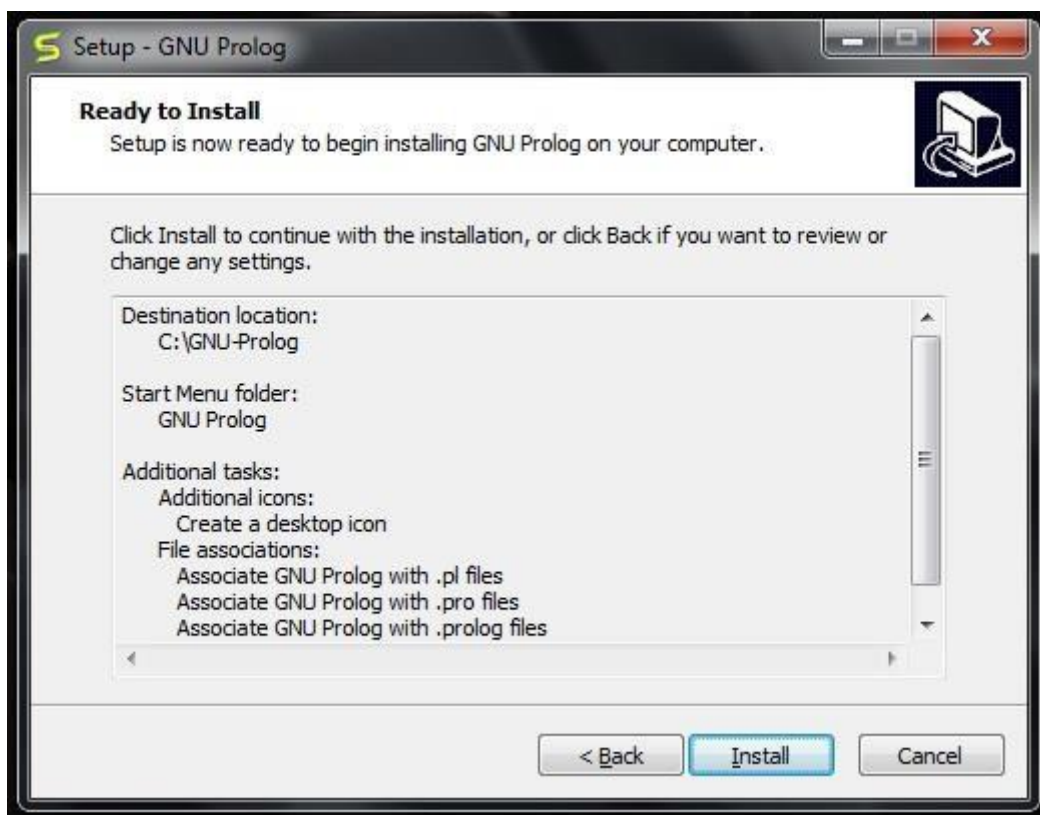 Setup - GNU Prolog
Ready to Install
Setup is now ready to begin installing GNU Prolog on your computer.
Click Install to continue with the installation, or click Back if you want to review or
change any settings.
Destination location:
C:\GNU-Prolog
Start Menu folder:
GNU Prolog
Additional tasks:
Additional icons:
Create a desktop icon
File associations:
Associate GNU Prolog with .pl files
Associate GNU Prolog with .pro files
Associate GNU Prolog with .prolog files
< Back
Install
Cancel